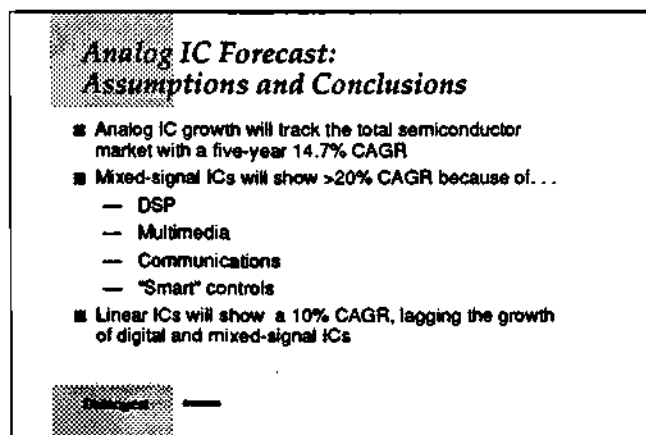 Analog IC Forecast:
Assumptions and Conclusions
■ Analog IC growth will track the total semiconductor
market with a five-year 14.7% CAGR
■ Mixed-signal ICs will show >20% CAGR because of. . .
— DSP
— Multimedia
— Communications
— "Smart" controls
■ Linear ICs will show a 10% CAGR, lagging the growth
of digital and mixed-signal ICs